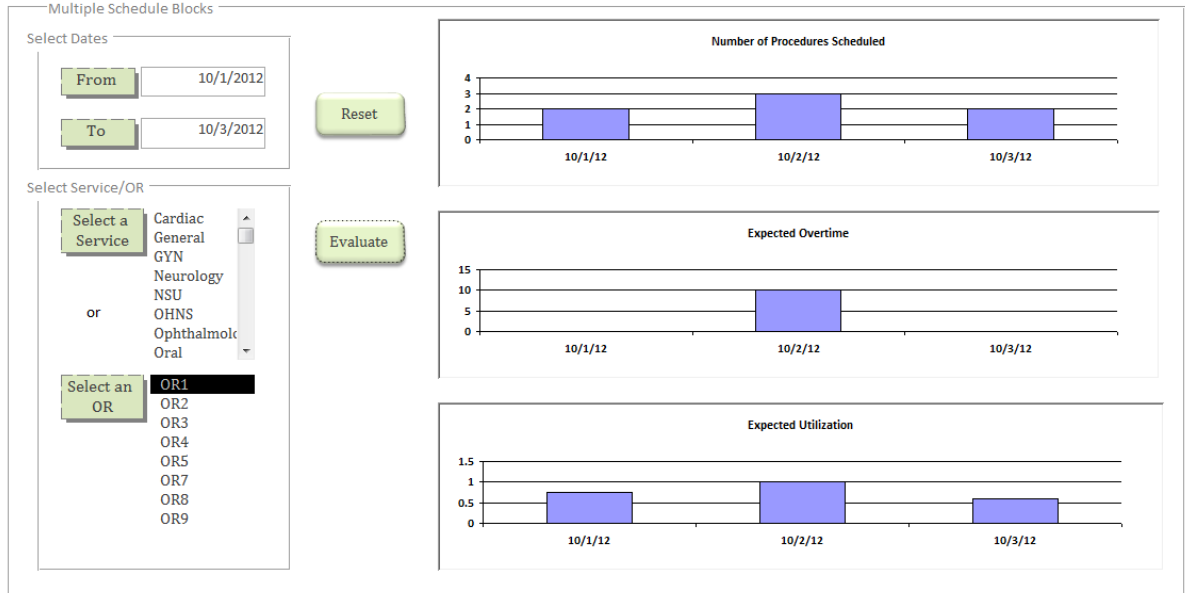 Multiple Schedule Blocks
Select Dates
From
10/1/2012
To
10/3/2012
Select Service/OR
Select a
Service
Cardiac
General
GYN
Neurology
NSU
OHNS
Ophthalmolc
Oral
or
Select an
OR
OR1
OR2
OR3
OR4
OR5
OR7
OR8
OR9
Reset
Evaluate
Number of Procedures Scheduled
4
3
2
1
0
10/1/12
10/2/12
10/3/12
Expected Overtime
15
10
5
0
10/1/12
10/2/12
10/3/12
Expected Utilization
1.5
1
0.5
0
10/1/12
10/2/12
10/3/12